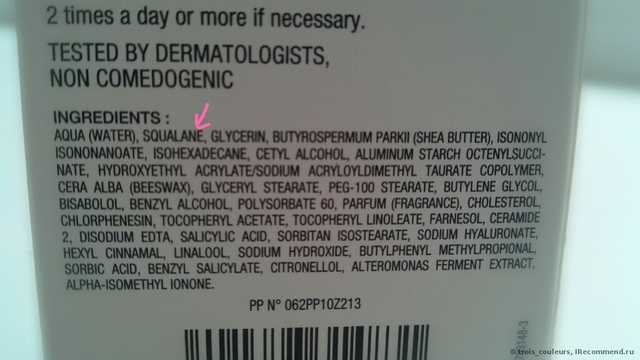 2 times a day or more if necessary.
TESTED BY DERMATOLOGISTS,
NON COMEDOGENIC
INGREDIENTS :
AQUA (WATER), SQUALANE, GLYCERIN, BUTYROSPERMUM PARKII (SHEA BUTTER), ISONONYL
ISONONANOATE, ISOHEXADECANE, CETYL ALCOHOL, ALUMINUM STARCH OCTENYLSUCCI-
NATE, HYDROXYETHYL ACRYLATE/SODIUM ACRYLOYLDIMETHYL TAURATE COPOLYMER,
CERA ALBA (BEESWAX), GLYCERYL STEARATE, PEG-100 STEARATE, BUTYLENE GLYCOL,
BISABOLOL, BENZYL ALCOHOL, POLYSORBATE 60, PARFUM (FRAGRANCE), CHOLESTEROL,
CHLORPHENESIN, TOCOPHERYL ACETATE, TOCOPHERYL LINOLEATE, FARNESOL, CERAMIDE
2, DISODIUM EDTA, SALICYLIC ACID, SORBITAN ISOSTEARATE, SODIUM HYALURONATE,
HEXYL CINNAMAL, LINALOOL, SODIUM HYDROXIDE, BUTYLPHENYL METHYLPROPIONAL,
SORBIC ACID, BENZYL SALICYLATE, CITRONELLOL, ALTEROMONAS FERMENT EXTRACT,
ALPHA-ISOMETHYL IONONE.
PP N° 062PP10Z213
© trois_couleurs, IRecommend.ru